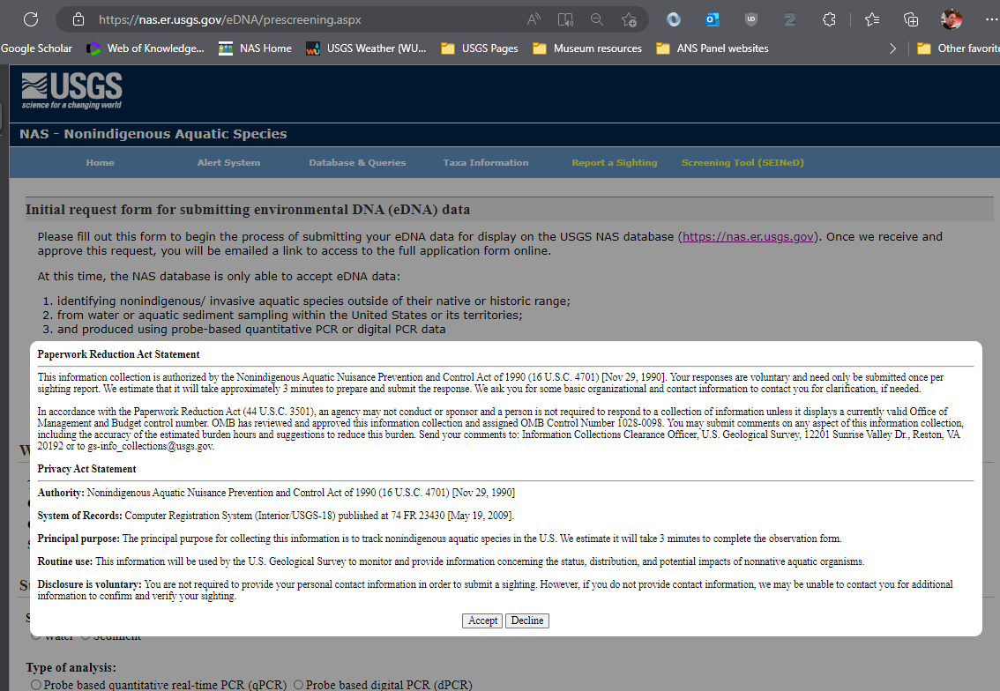 https://nas.er.usgs.gov/eDNA/prescreening.aspx
Google Scholar Web of Knowledge... NAS Home USGS Weather (WU... USGS Pages Museum resources ANS Panel websites Other favorite
USGS
science for a changing world
NAS - Nonindigenous Aquatic Species
Home Alert System Database & Queries Taxa Information Report a Sighting Screening Tool (SEINeD)
Initial request form for submitting environmental DNA (eDNA) data
Please fill out this form to begin the process of submitting your eDNA data for display on the USGS NAS database (https://nas.er.usgs.gov). Once we receive and
approve this request, you will be emailed a link to access to the full application form online.
At this time, the NAS database is only able to accept eDNA data:
1. identifying nonindigenous/ invasive aquatic species outside of their native or historic range;
2. from water or aquatic sediment sampling within the United States or its territories;
3. and produced using probe-based quantitative PCR or digital PCR data
Paperwork Reduction Act Statement
This information collection is authorized by the Nonindigenous Aquatic Nuisance Prevention and Control Act of 1990 (16 U.S.C. 4701) [Nov 29, 1990]. Your responses are voluntary and need only be submitted once per
sighting report. We estimate that it will take approximately 3 minutes to prepare and submit the response. We ask you for some basic organizational and contact information to contact you for clarification, if needed.
In accordance with the Paperwork Reduction Act (44 U.S.C. 3501), an agency may not conduct or sponsor and a person is not required to respond to a collection of information unless it displays a currently valid Office of
Management and Budget control number. OMB has reviewed and approved this information collection and assigned OMB Control Number 1028-0098. You may submit comments on any aspect of this information collection,
including the accuracy of the estimated burden hours and suggestions to reduce this burden. Send your comments to: Information Collections Clearance Officer, U.S. Geological Survey, 12201 Sunrise Valley Dr., Reston, VA
20192 or to gs-info_collections@usgs.gov.
Privacy Act Statement
Authority: Nonindigenous Aquatic Nuisance Prevention and Control Act of 1990 (16 U.S.C. 4701) [Nov 29, 1990]
System of Records: Computer Registration System (Interior/USGS-18) published at 74 FR 23430 [May 19, 2009].
Principal purpose: The principal purpose for collecting this information is to track nonindigenous aquatic species in the U.S. We estimate it will take 3 minutes to complete the observation form.
Routine use: This information will be used by the U.S. Geological Survey to monitor and provide information concerning the status, distribution, and potential impacts of nonnative aquatic organisms.
Disclosure is voluntary: You are not required to provide your personal contact information in order to submit a sighting. However, if you do not provide contact information, we may be unable to contact you for additional
information to confirm and verify your sighting.
Accept Decline
Water Sediment
Type of analysis:
Probe based quantitative real-time PCR (qPCR) Probe based digital PCR (dPCR)